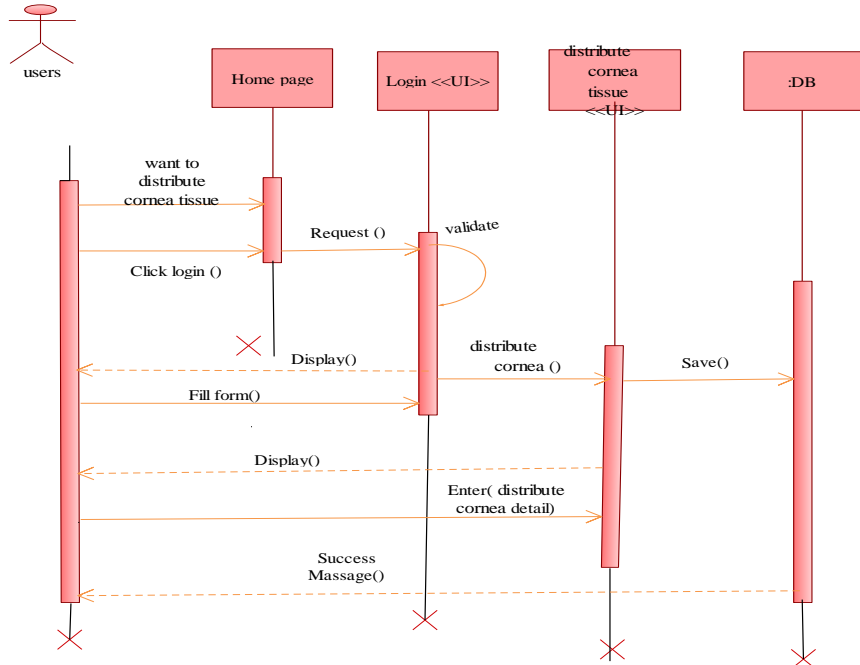 users
Home page
Login <<UI>>
distribute
cornea
tissue
<<UI>>
:DB
want to
distribute
cornea tissue
Request ()
validate
Click login ()
Display()
distribute
cornea ()
Save()
Fill form()
Display()
Enter( distribute
cornea detail)
Success
Massage()